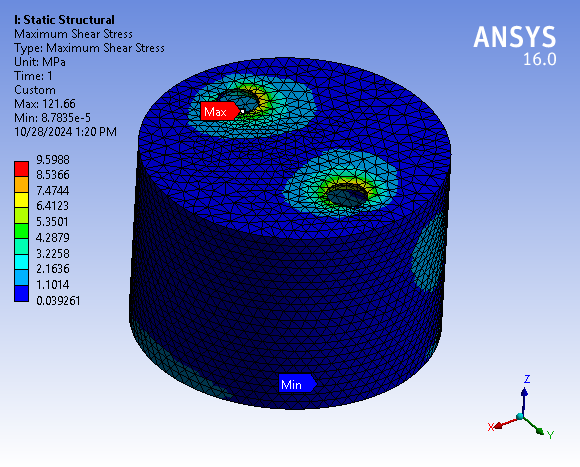 I: Static Structural
Maximum Shear Stress
Type: Maximum Shear Stress
Unit: MPa
Time: 1
Custom
Max: 121.66
Min: 8.7835e-5
10/28/2024 1:20 PM
ANSYS
16.0
9.5988
8.5366
7.4744
6.4123
5.3501
4.2879
3.2258
2.1636
1.1014
0.039261
Max
Min
Z
X
Y